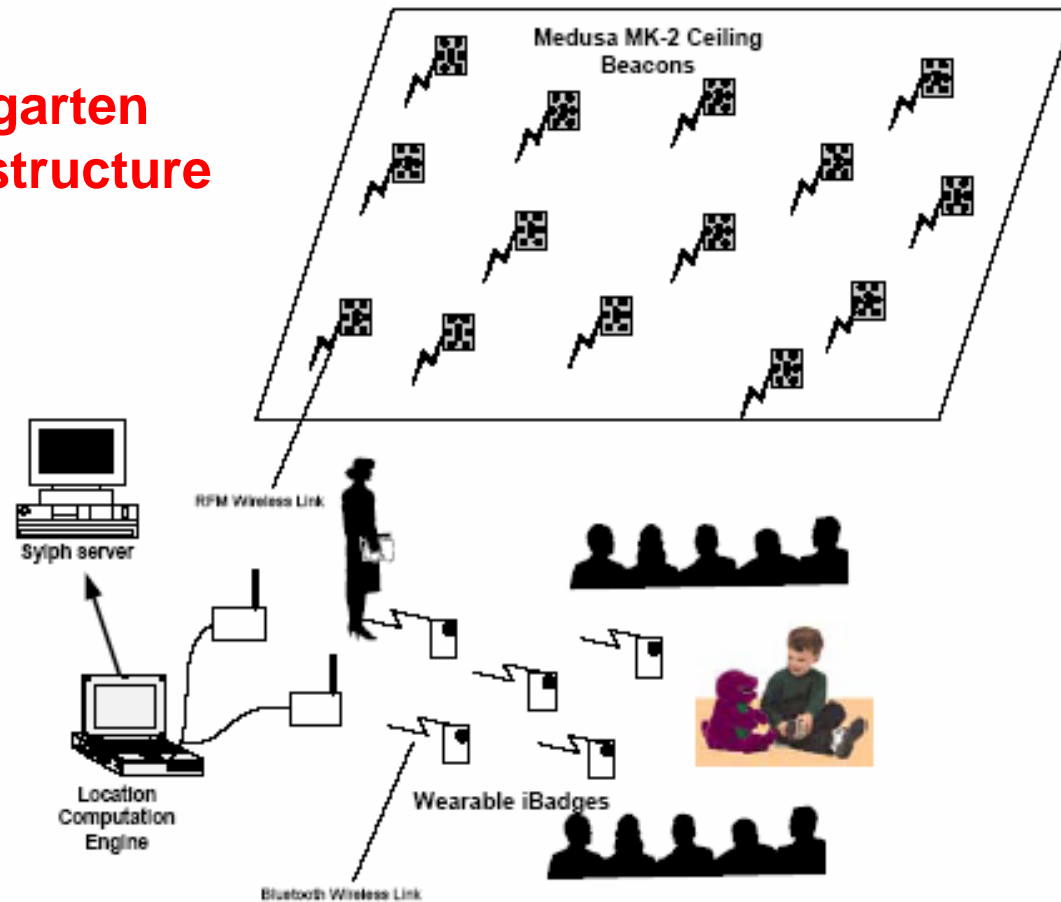 garten
structure
Medusa MK-2 Ceiling
Beacons
RFM Wireless Link
Sylph server
Location
Computation
Engine
Wearable iBadges
Bluetooth Wireless Link